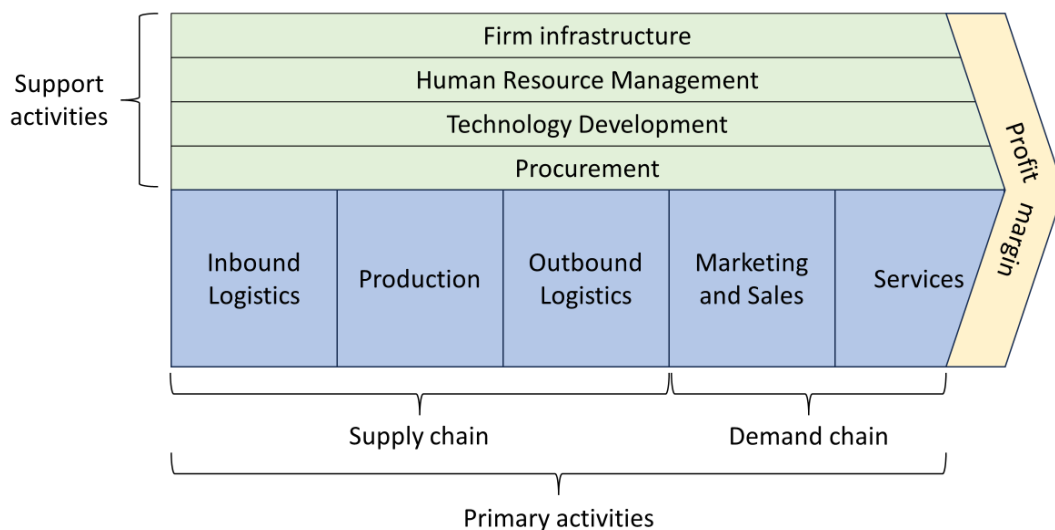 Firm infrastructure
Human Resource Management
Technology Development
Procurement
Support
activities
Profit margin
Inbound
Logistics
Production
Outbound
Logistics
Marketing
and Sales
Services
Supply chain
Demand chain
Primary activities